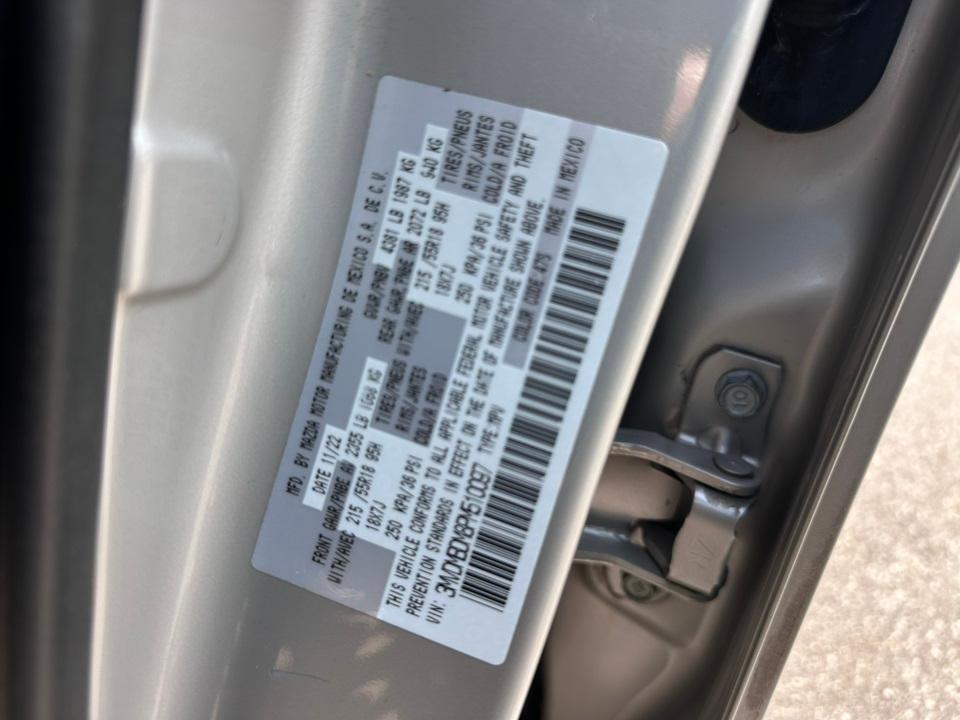 MFD. BY MAZDA MOTOR MANUFACTURING DE MEXICO S.A. DE C.V.
DATE 11/22 GVWR/PNBV 4381 LB 1987 KG
FRONT GAWR/PNBE AV 2355 LB 1068 KG REAR GAWR/PNBE AR 2072 LB 940 KG
WITH/AVEC 215 /55R18 95H TIRES/PNEUS WITH/AVEC 215 /55R18 95H TIRES/PNEUS
18X7J RIMS/JANTES 18X7J RIMS/JANTES
250 KPA/36 PSI COLD/A FROID 250 KPA/36 PSI COLD/A FROID
THIS VEHICLE CONFORMS TO ALL APPLICABLE FEDERAL MOTOR VEHICLE SAFETY AND THEFT
PREVENTION STANDARDS IN EFFECT ON THE DATE OF MANUFACTURE SHOWN ABOVE.
VIN: TYPE: MPV COLOR CODE: 47S MADE IN MEXICO
10